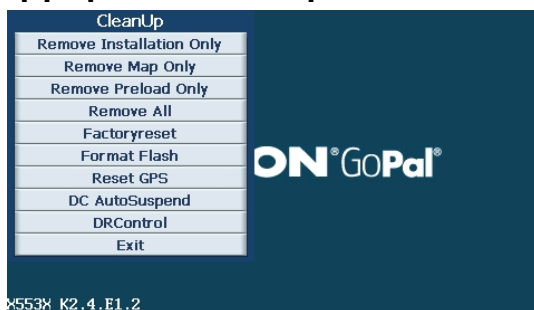 CleanUp
Remove Installation Only
Remove Map Only
Remove Preload Only
Remove All
Factoryreset
Format Flash
ON®GoPal®
Reset GPS
DC AutoSuspend
DRControl
Exit
X553X K2.4.E1.2